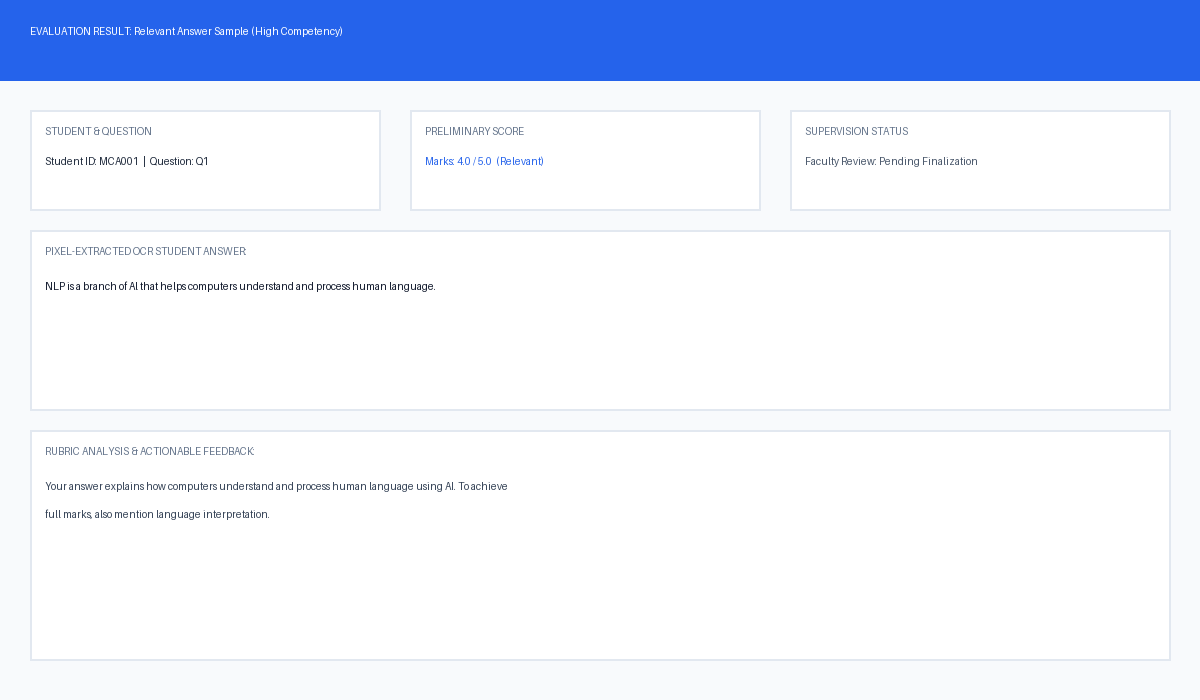 EVALUATION RESULT: Relevant Answer Sample (High Competency)
STUDENT & QUESTION
Student ID: MCA001 | Question: Q1
PRELIMINARY SCORE
Marks: 4.0 / 5.0 (Relevant)
SUPERVISION STATUS
Faculty Review: Pending Finalization
PIXEL-EXTRACTED OCR STUDENT ANSWER:
NLP is a branch of AI that helps computers understand and process human language.
RUBRIC ANALYSIS & ACTIONABLE FEEDBACK:
Your answer explains how computers understand and process human language using AI. To achieve
full marks, also mention language interpretation.